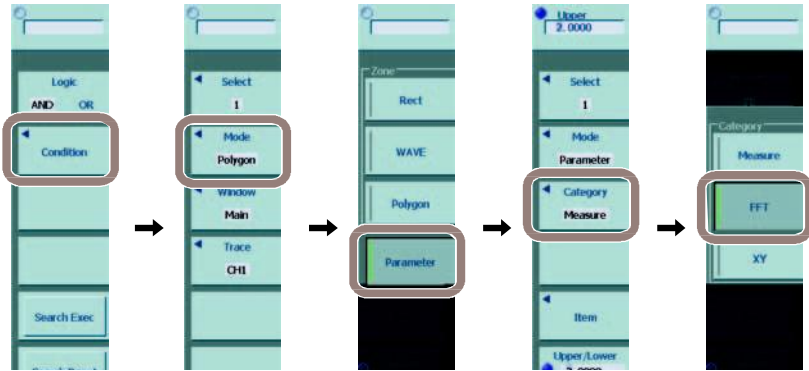 Logic
AND OR
Condition
Search Exec
Select
1
Mode
Polygon
Window
Main
Trace
CH1
Zone
Rect
WAVE
Polygon
Parameter
Upper
2.0000
Select
1
Mode
Parameter
Category
Measure
Item
Upper/Lower
Category
Measure
FFT
XY